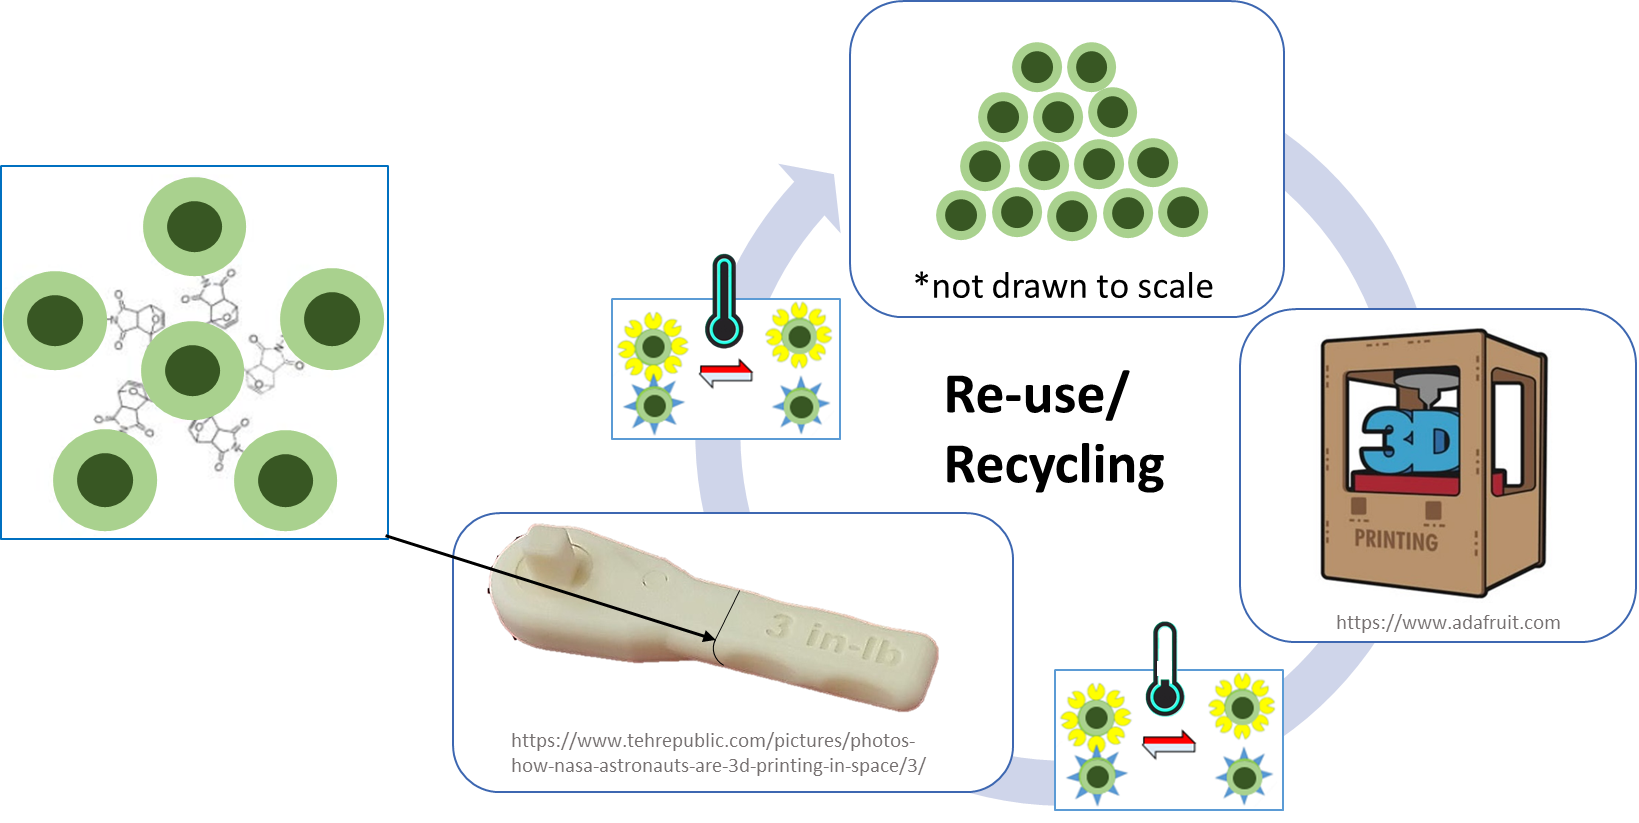 *not drawn to scale
Re-use/
Recycling
3D
PRINTING
https://www.adafruit.com
3 in-lb
https://www.tehrepublic.com/pictures/photos-
how-nasa-astronauts-are-3d-printing-in-space/3/